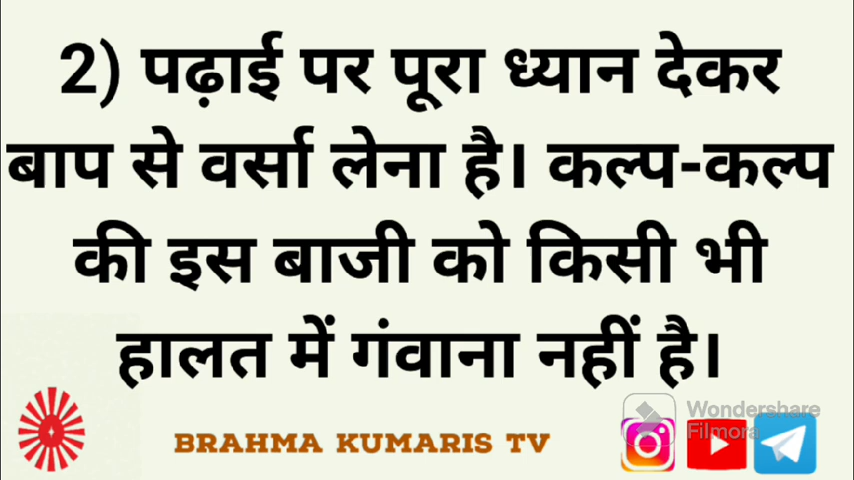 2) पढ़ाई पर पूरा ध्यान देकर
बाप से वर्सा लेना है। कल्प-कल्प
की इस बाजी को किसी भी
हालत में गंवाना नहीं है।
Wondershare
Filmora
BRAHMA KUMARIS TV